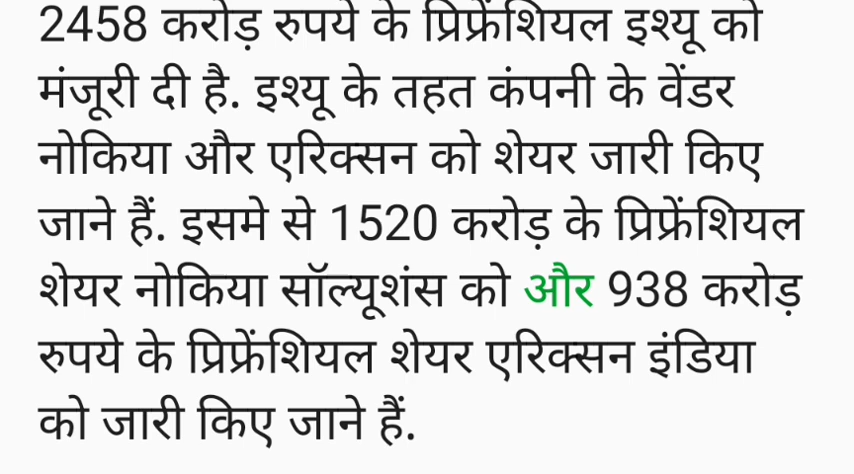 2458 करोड़ रुपये के प्रिफ्रेंशियल इश्यू को
मंजूरी दी है. इश्यू के तहत कंपनी के वेंडर
नोकिया और एरिक्सन को शेयर जारी किए
जाने हैं. इसमे से 1520 करोड़ के प्रिफ्रेंशियल
शेयर नोकिया सॉल्यूशंस को और 938 करोड़
रुपये के प्रिफ्रेंशियल शेयर एरिक्सन इंडिया
को जारी किए जाने हैं.